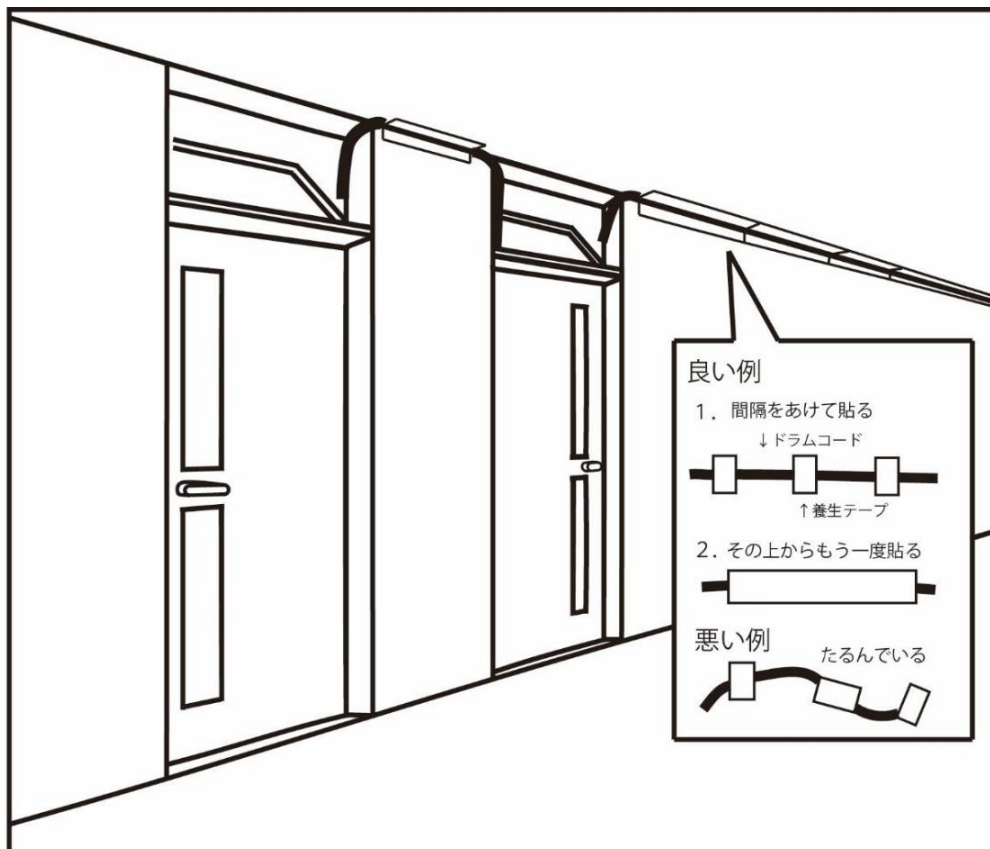 良い例
1. 間隔をあけて貼る
↓ドラムコード
↑養生テープ
2. その上からもう一度貼る
悪い例
たるんでいる